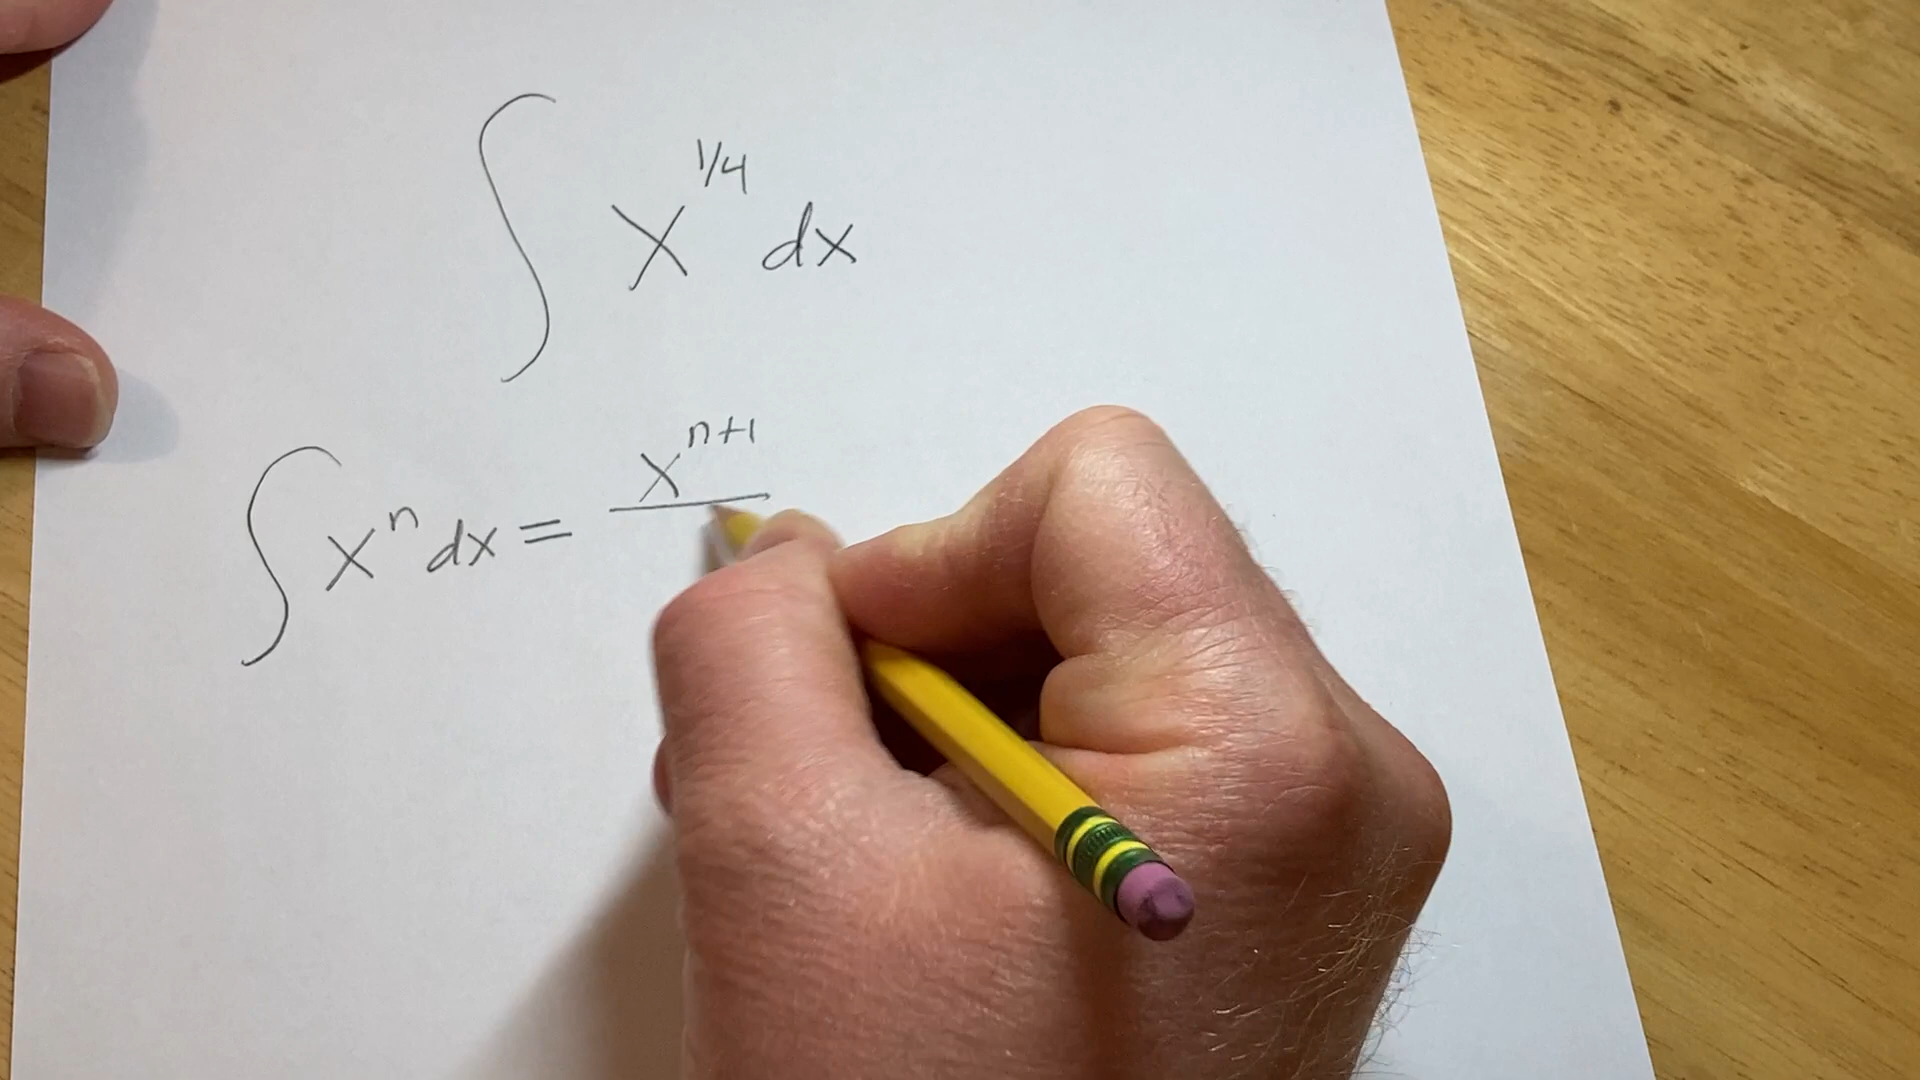 ∫ x^{1/4} dx
∫ x^n dx = x^{n+1}